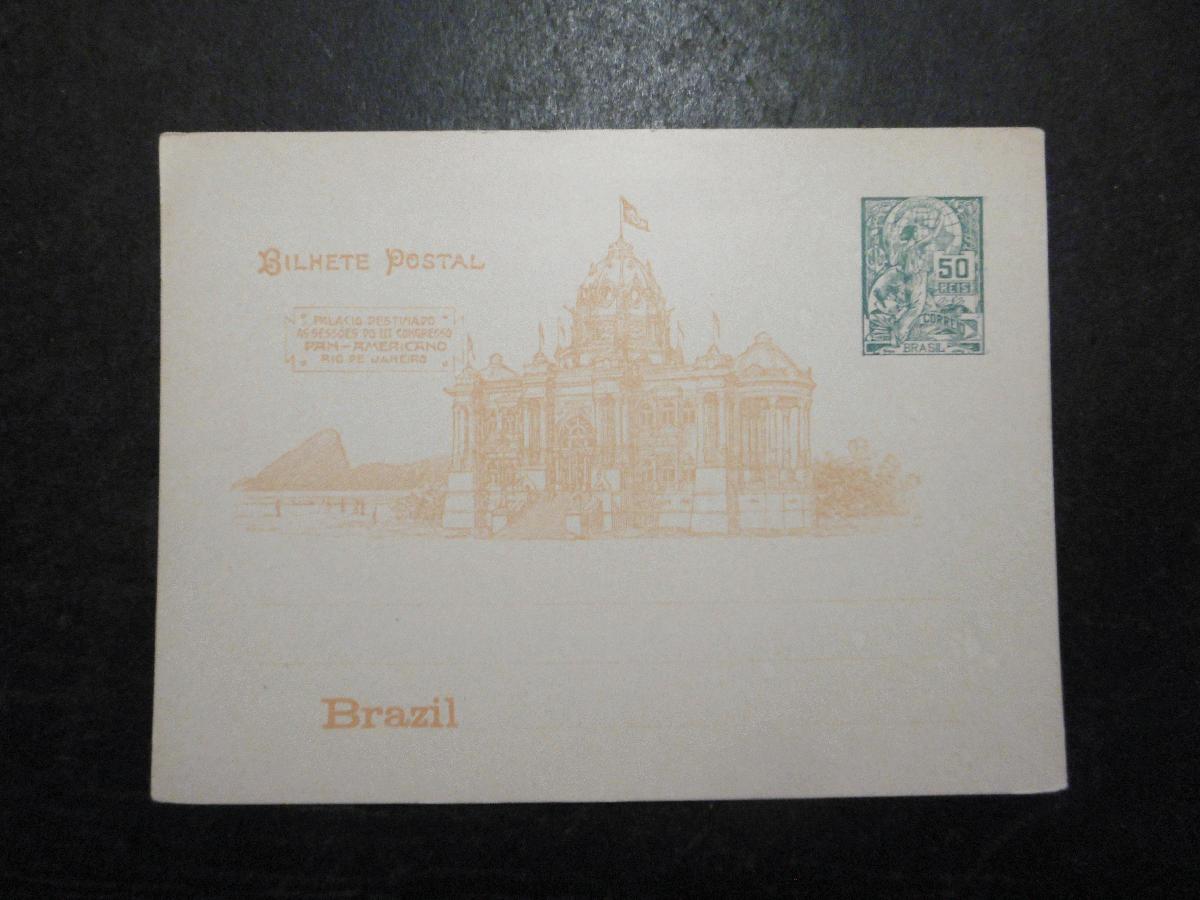 BILHETE POSTAL
PALACIO DESTINADO
AS SESSÕES DO III CONGRESSO
PAN-AMERICANO
RIO DE JANEIRO
50
REIS
CORREIO
BRASIL
Brazil